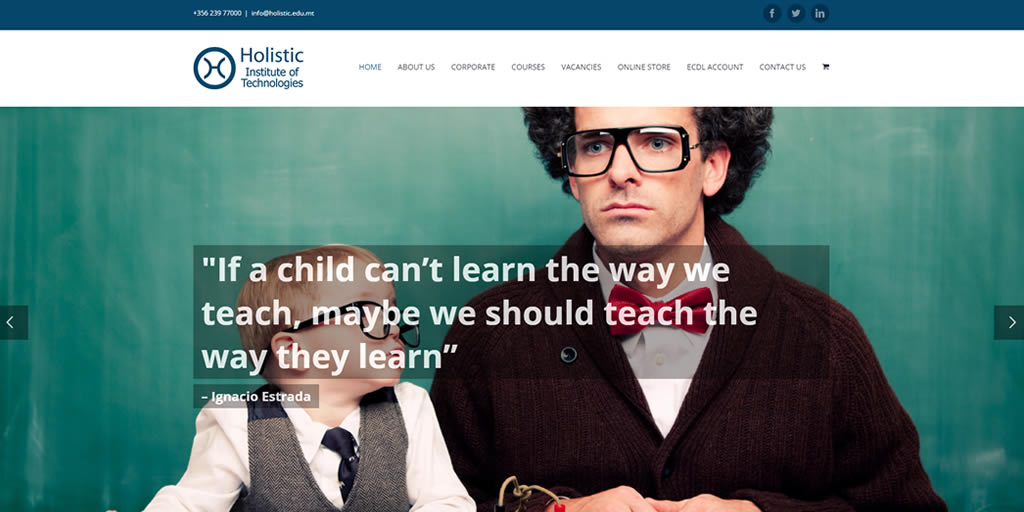 +356 239 77000 | info@holistic.edu.mt
Holistic
Institute of
Technologies
HOME ABOUT US CORPORATE COURSES VACANCIES ONLINE STORE ECDL ACCOUNT CONTACT US
"If a child can’t learn the way we
teach, maybe we should teach the
way they learn”
– Ignacio Estrada